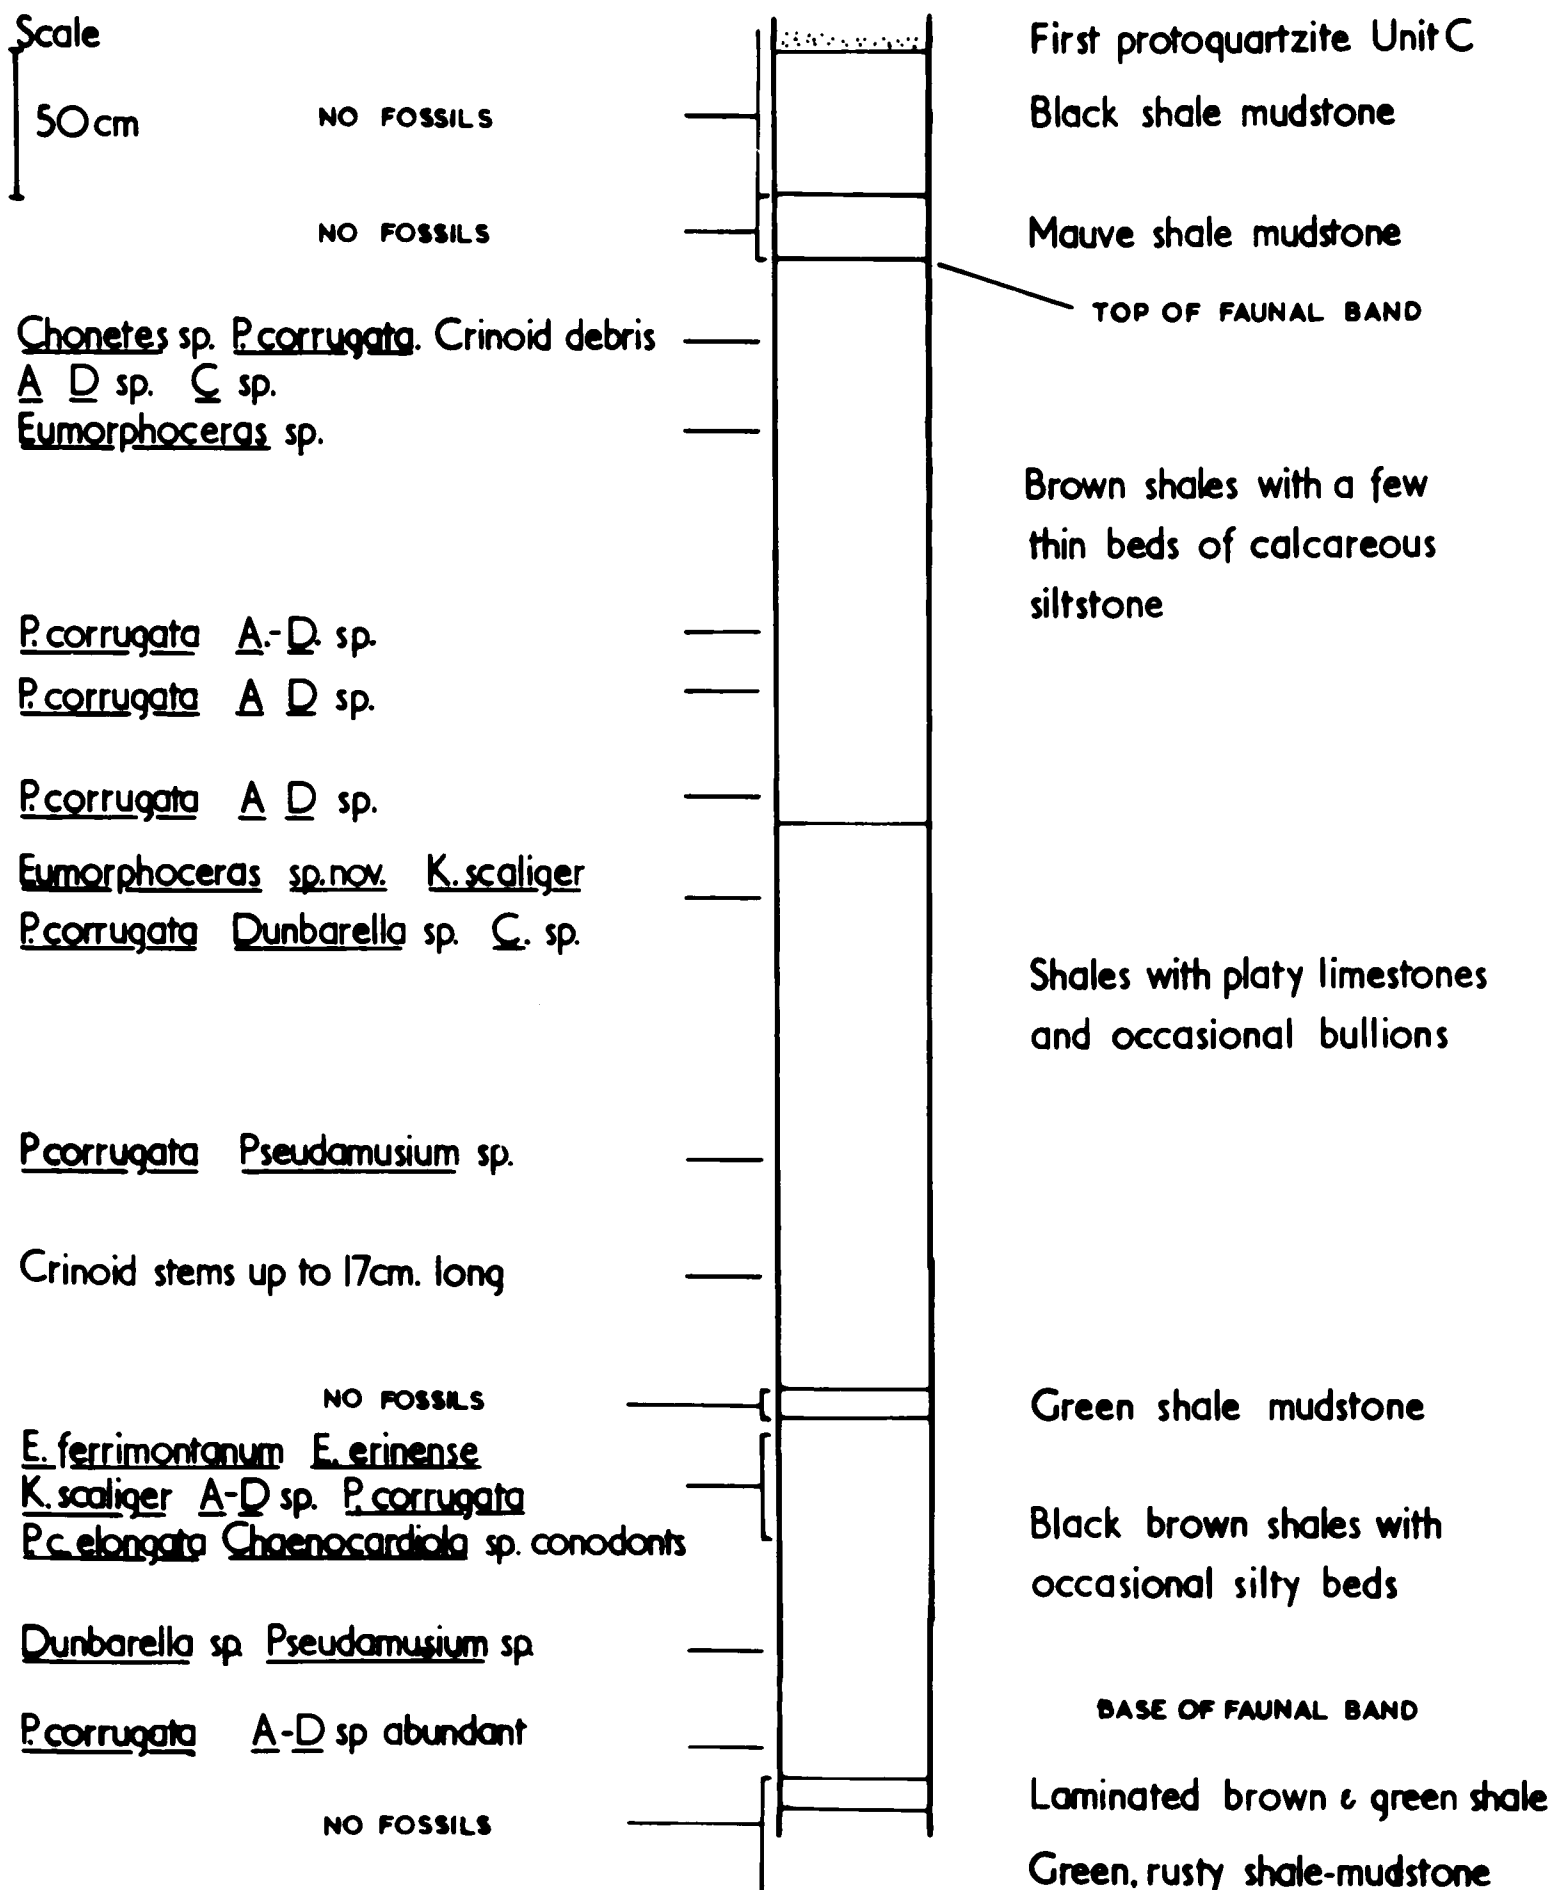 Scale
First protoquartzite Unit C
50cm
NO FOSSILS
Black shale mudstone
NO FOSSILS
Mauve shale mudstone
TOP OF FAUNAL BAND
Chonetes sp. P.corrugata. Crinoid debris
A D sp. C sp.
Eumorphoceras sp.
Brown shales with a few
thin beds of calcareous
siltstone
P.corrugata A.-D. sp.
P.corrugata A D sp.
P.corrugata A D sp.
Eumorphoceras sp.nov. K.scaliger
P.corrugata Dunbarella sp. C. sp.
Shales with platy limestones
and occasional bullions
P.corrugata Pseudamusium sp.
Crinoid stems up to 17cm. long
NO FOSSILS
Green shale mudstone
E. ferrimontanum E. erinense
K. scaliger A-D sp. P. corrugata
P.c. elongata Chaenocardiola sp. conodonts
Black brown shales with
occasional silty beds
Dunbarella sp. Pseudamusium sp.
BASE OF FAUNAL BAND
P.corrugata A-D sp abundant
Laminated brown & green shale
NO FOSSILS
Green, rusty shale-mudstone